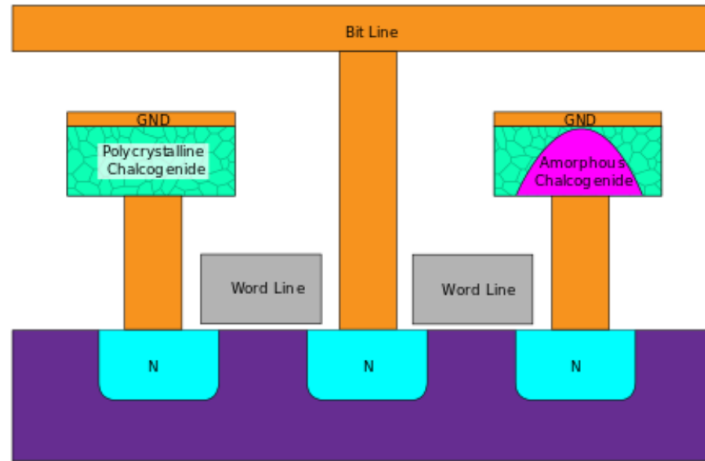 Bit Line
GND
GND
Polycrystalline
Chalcogenide
Amorphous
Chalcogenide
Word Line
Word Line
N
N
N